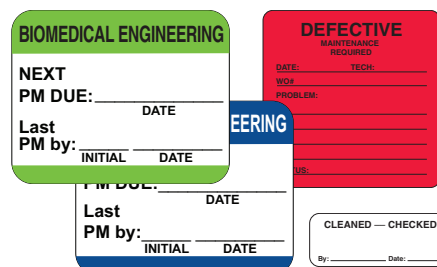 BIOMEDICAL ENGINEERING
NEXT
PM DUE:
DATE
Last
PM by:
INITIAL DATE
EERING
PM DUE:
DATE
Last
PM by:
INITIAL DATE
DEFECTIVE
MAINTENANCE
REQUIRED
DATE: TECH:
WO#
PROBLEM:
US:
CLEANED — CHECKED
By: Date: